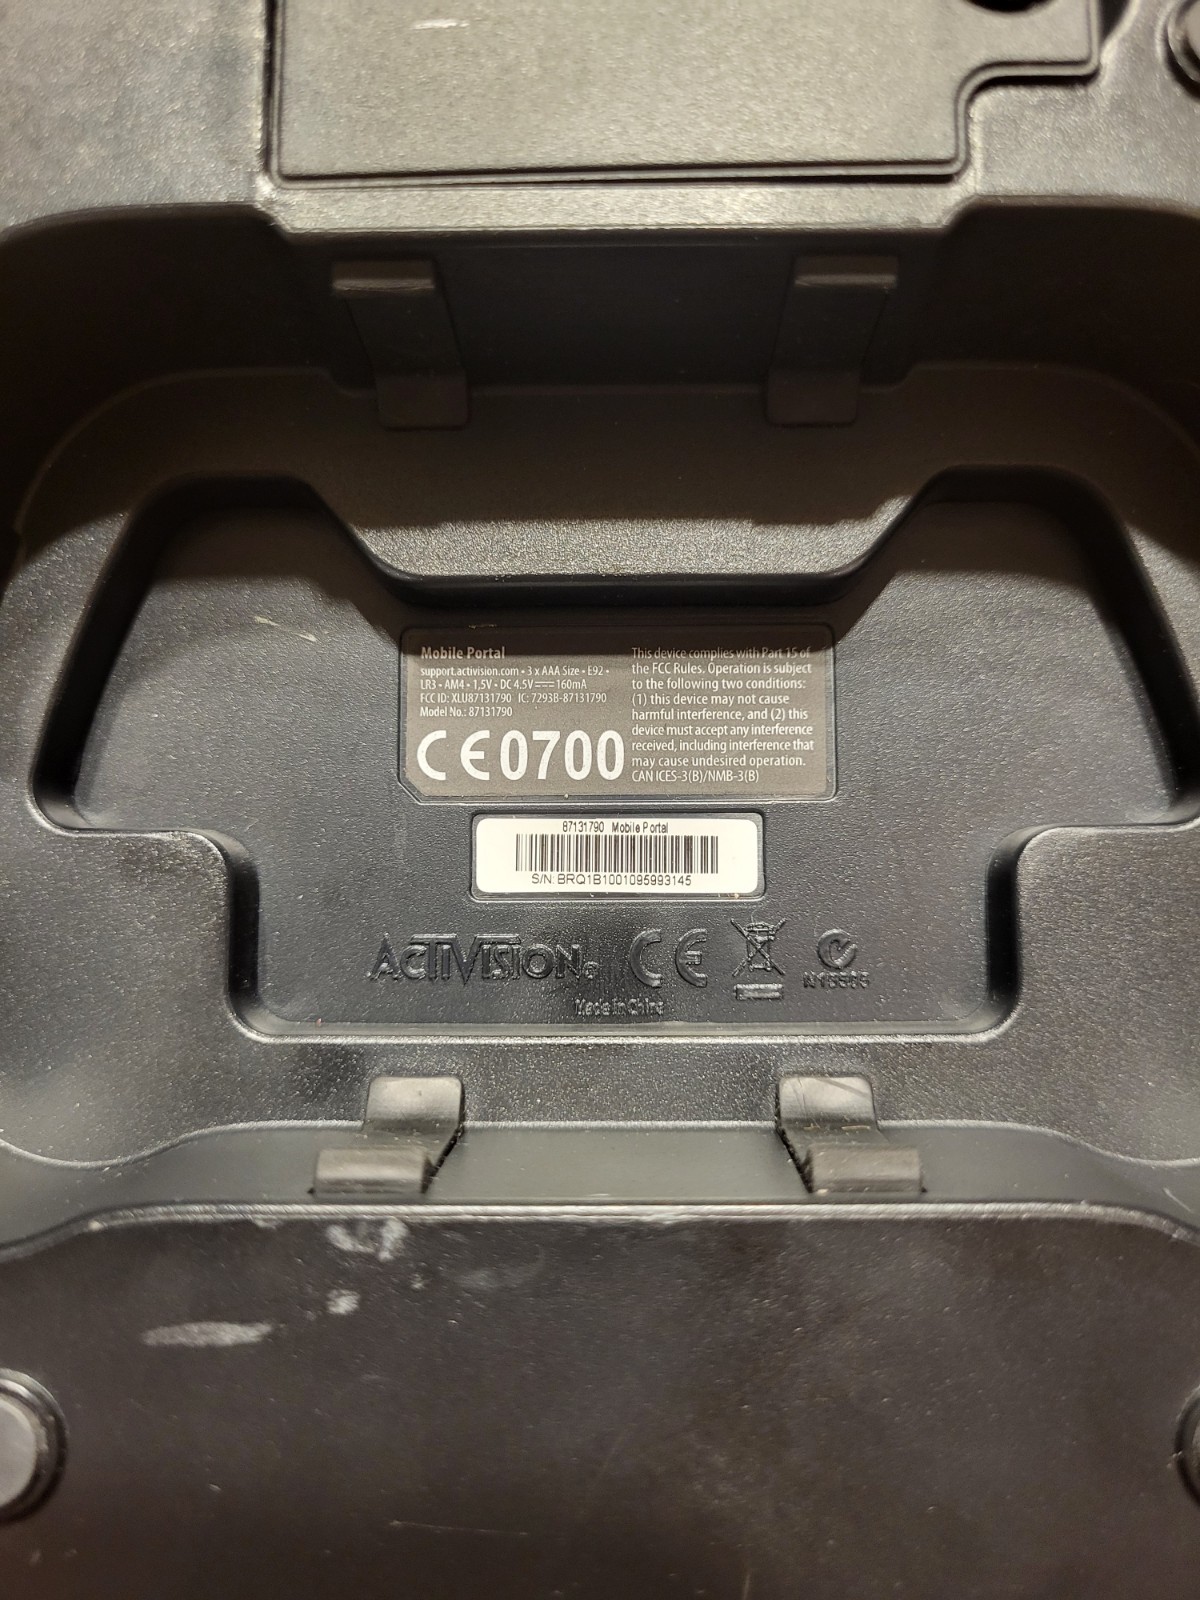 Mobile Portal
support.activision.com • 3 x AAA Size • E92 •
LR3 • AM4 • 1,5V • DC 4.5V⎓160mA
FCC ID: XLU87131790 IC: 7293B-87131790
Model No.: 87131790
CE0700
This device complies with Part 15 of
the FCC Rules. Operation is subject
to the following two conditions:
(1) this device may not cause
harmful interference, and (2) this
device must accept any interference
received, including interference that
may cause undesired operation.
CAN ICES-3(B)/NMB-3(B)
87131790 Mobile Portal
S/N: BRQ1B1001095993145
ACTIVISION® CE
Made in China